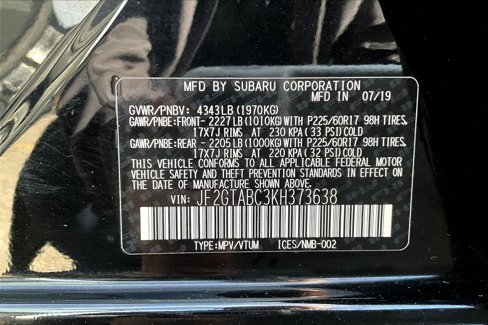 MFD BY SUBARU CORPORATION
MFD IN 07/19
GVWR/PNBV: 4343LB (1970KG)
GAWR/PNBE:FRONT- 2227LB (1010KG) WITH P225/60R17 98H TIRES,
17X7J RIMS AT 230 KPA (33 PSI) COLD
GAWR/PNBE:REAR - 2205LB (1000KG) WITH P225/60R17 98H TIRES,
17X7J RIMS AT 220 KPA (32 PSI) COLD
THIS VEHICLE CONFORMS TO ALL APPLICABLE FEDERAL MOTOR
VEHICLE SAFETY AND THEFT PREVENTION STANDARDS IN EFFECT ON
THE DATE OF MANUFACTURE SHOWN ABOVE.
VIN: JF2GTABC3KH373638
TYPE:MPV/VTUM ICES/NMB-002